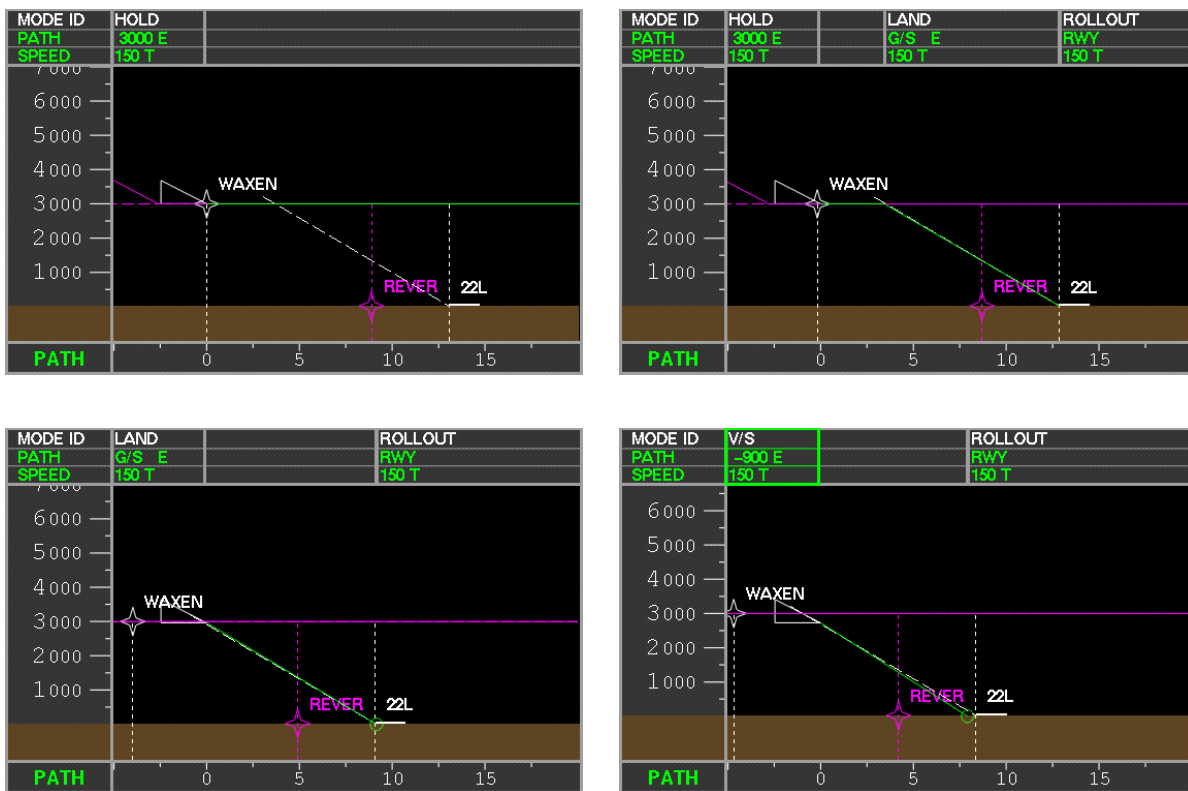 MODE ID HOLD
PATH 3000 E
SPEED 150 T
7000
6000
5000
4000
WAXEN
3000
2000
1000
REVER 22L
PATH 0 5 10 15
MODE ID HOLD LAND ROLLOUT
PATH 3000 E G/S E RWY
SPEED 150 T 150 T 150 T
7000
6000
5000
4000
WAXEN
3000
2000
1000
REVER 22L
PATH 0 5 10 15
MODE ID LAND ROLLOUT
PATH G/S E RWY
SPEED 150 T 150 T
7000
6000
5000
4000
WAXEN
3000
2000
1000
REVER 22L
PATH 0 5 10 15
MODE ID V/S ROLLOUT
PATH -900 E RWY
SPEED 150 T 150 T
6000
5000
4000
WAXEN
3000
2000
1000
REVER 22L
PATH 0 5 10 15